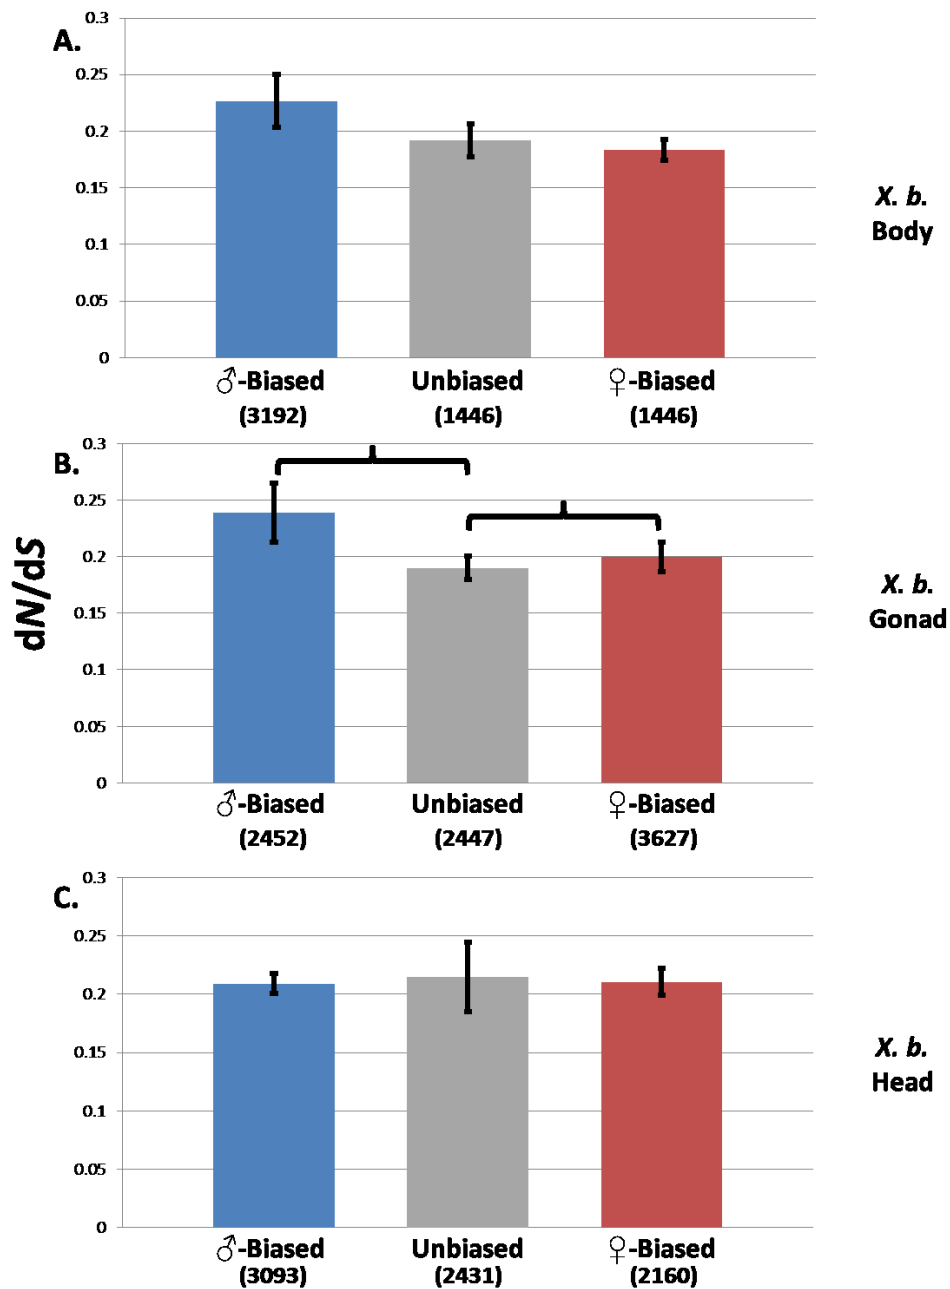 A.
0.3
0.25
0.2
0.15
0.1
0.05
0
♂-Biased Unbiased ♀-Biased
(3192) (1446) (1446)
X. b.
Body
B.
0.3
0.25
0.2
0.15
0.1
0.05
0
dN/dS
♂-Biased Unbiased ♀-Biased
(2452) (2447) (3627)
X. b.
Gonad
C.
0.3
0.25
0.2
0.15
0.1
0.05
0
♂-Biased Unbiased ♀-Biased
(3093) (2431) (2160)
X. b.
Head